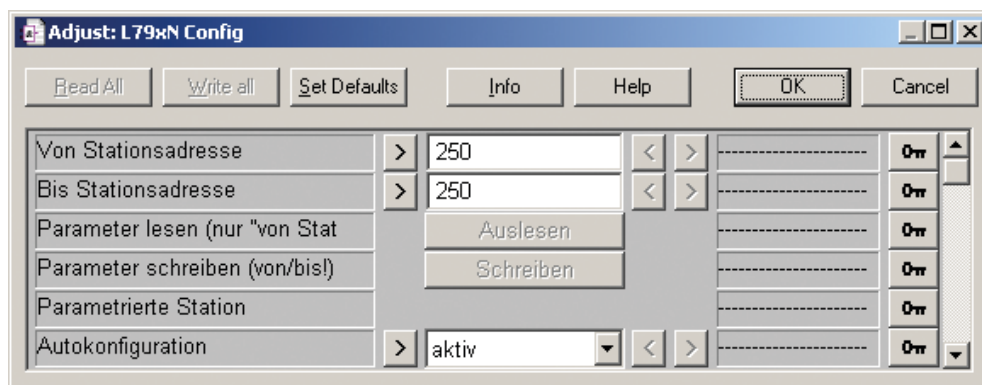 Adjust: L79xN Config
Read All Write all Set Defaults Info Help OK Cancel
Von Stationsadresse > 250 < > ---------------------
Bis Stationsadresse > 250 < > ---------------------
Parameter lesen (nur "von Stat Auslesen ---------------------
Parameter schreiben (von/bis!) Schreiben ---------------------
Parametrierte Station ---------------------
Autokonfiguration > aktiv < > ---------------------